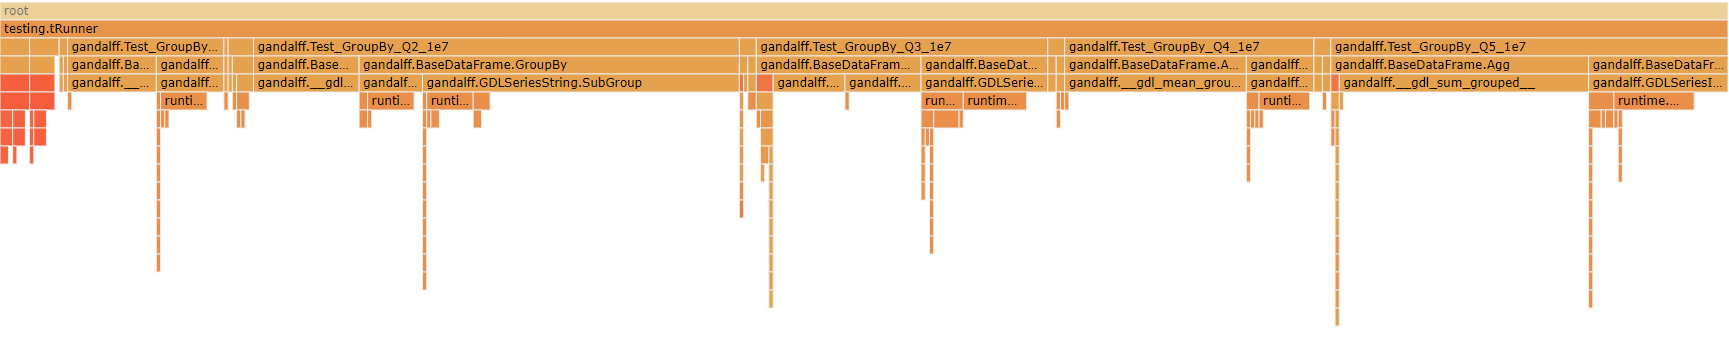 root
testing.tRunner
gandalff.Test_GroupBy... gandalff.Test_GroupBy_Q2_1e7 gandalff.Test_GroupBy_Q3_1e7 gandalff.Test_GroupBy_Q4_1e7 gandalff.Test_GroupBy_Q5_1e7
gandalff.Ba... gandalff... gandalff.Base... gandalff.BaseDataFrame.GroupBy gandalff.BaseDataFram... gandalff.BaseDat... gandalff.BaseDataFrame.A... gandalff... gandalff.BaseDataFrame.Agg gandalff.BaseDataFr...
gandalff.__... gandalff... gandalff.__gdl... gandalf... gandalff.GDLSeriesString.SubGroup gandalff.... gandalff.... gandalff.GDLSerie... gandalff.__gdl_mean_grou... gandalff... gandalff.__gdl_sum_grouped__ gandalff.GDLSeriesI...
runti... runti... runti... run... runtim... runti... runtime....